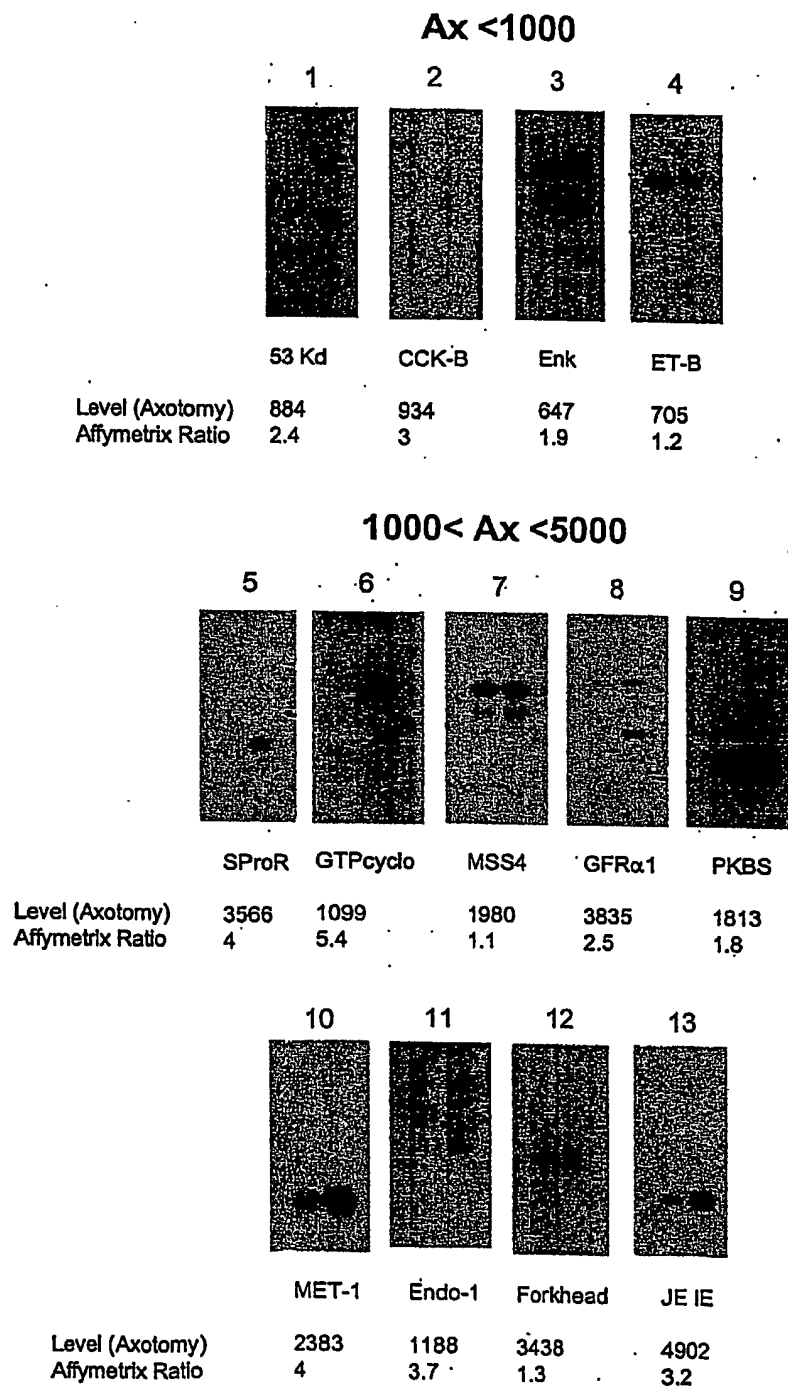 Ax <1000
1 2 3 4
53 Kd CCK-B Enk ET-B
Level (Axotomy) 884 934 647 705
Affymetrix Ratio 2.4 3 1.9 1.2
1000< Ax <5000
5 6 7 8 9
SProR GTPcyclo MSS4 GFRα1 PKBS
Level (Axotomy) 3566 1099 1980 3835 1813
Affymetrix Ratio 4 5.4 1.1 2.5 1.8
10 11 12 13
MET-1 Endo-1 Forkhead JE IE
Level (Axotomy) 2383 1188 3438 4902
Affymetrix Ratio 4 3.7 1.3 3.2